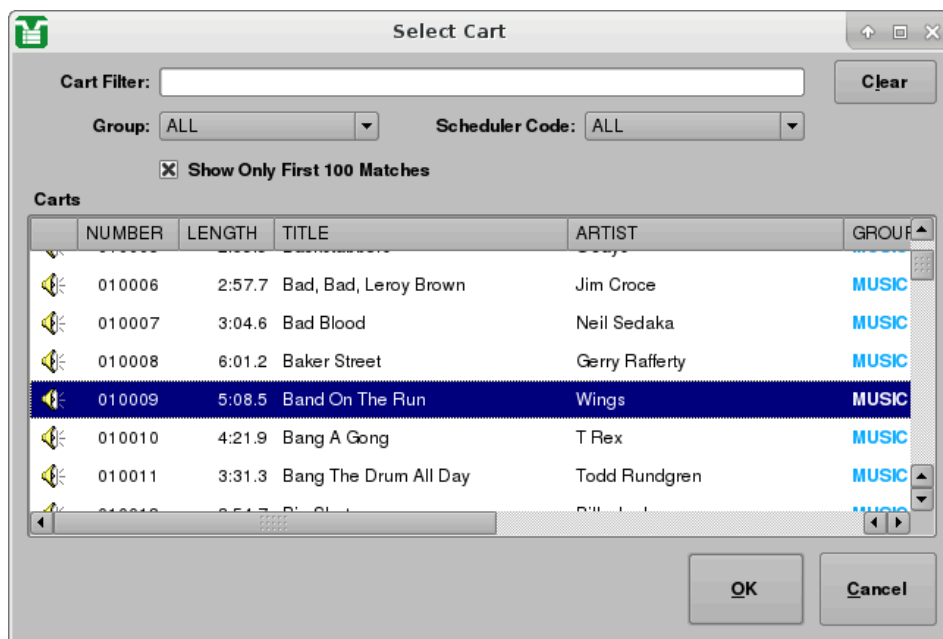 Select Cart
Cart Filter:
Clear
Group: ALL Scheduler Code: ALL
Show Only First 100 Matches
Carts
NUMBER LENGTH TITLE ARTIST GROUP
010006 2:57.7 Bad, Bad, Leroy Brown Jim Croce MUSIC
010007 3:04.6 Bad Blood Neil Sedaka MUSIC
010008 6:01.2 Baker Street Gerry Rafferty MUSIC
010009 5:08.5 Band On The Run Wings MUSIC
010010 4:21.9 Bang A Gong T Rex MUSIC
010011 3:31.3 Bang The Drum All Day Todd Rundgren MUSIC
OK Cancel